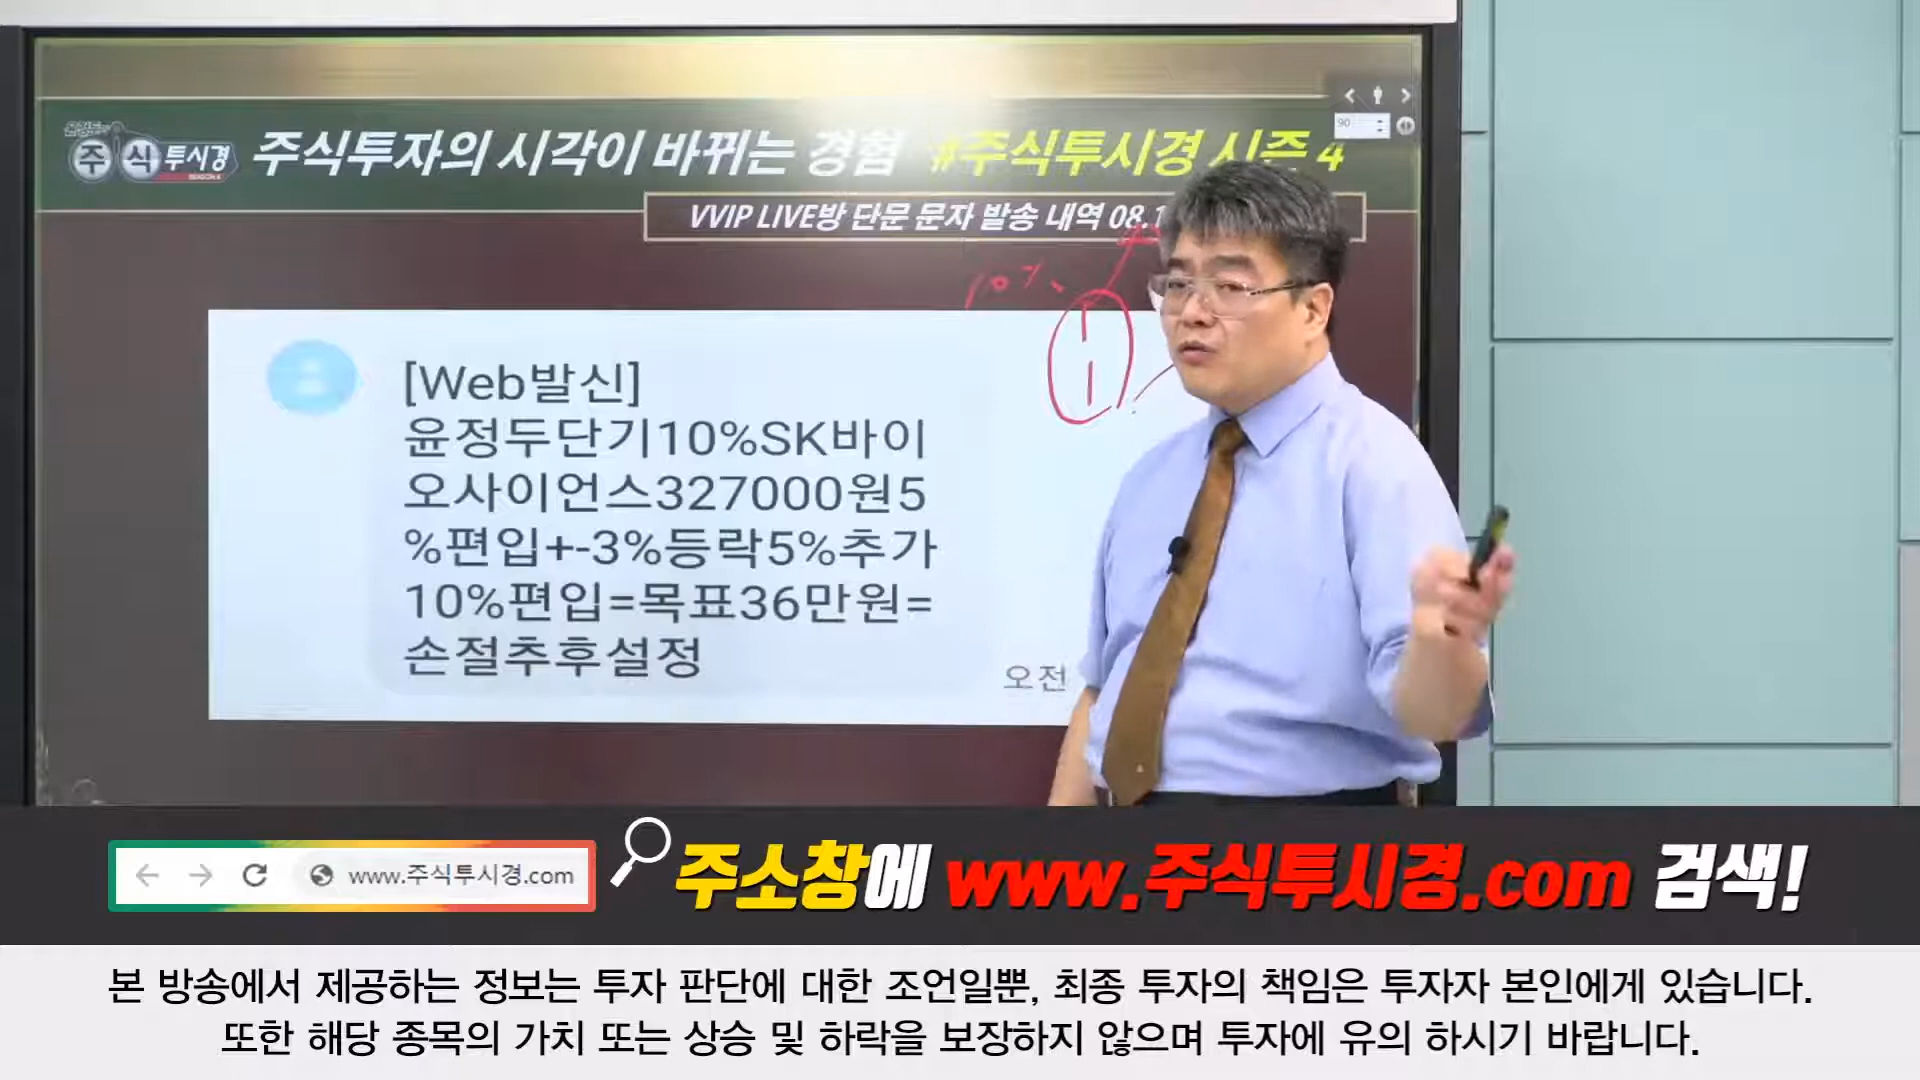 주식투시경
주식투자의 시각이 바뀌는 경험 #주식투시경 시즌 4
90
VVIP LIVE방 단문 문자 발송 내역 08.1
10%
[Web발신]
윤정두단기10%SK바이
오사이언스327000원5
%편입+-3%등락5%추가
10%편입=목표36만원=
손절추후설정
오전
www.주식투시경.com
주소창에 www.주식투시경.com 검색!
본 방송에서 제공하는 정보는 투자 판단에 대한 조언일뿐, 최종 투자의 책임은 투자자 본인에게 있습니다.
또한 해당 종목의 가치 또는 상승 및 하락을 보장하지 않으며 투자에 유의 하시기 바랍니다.